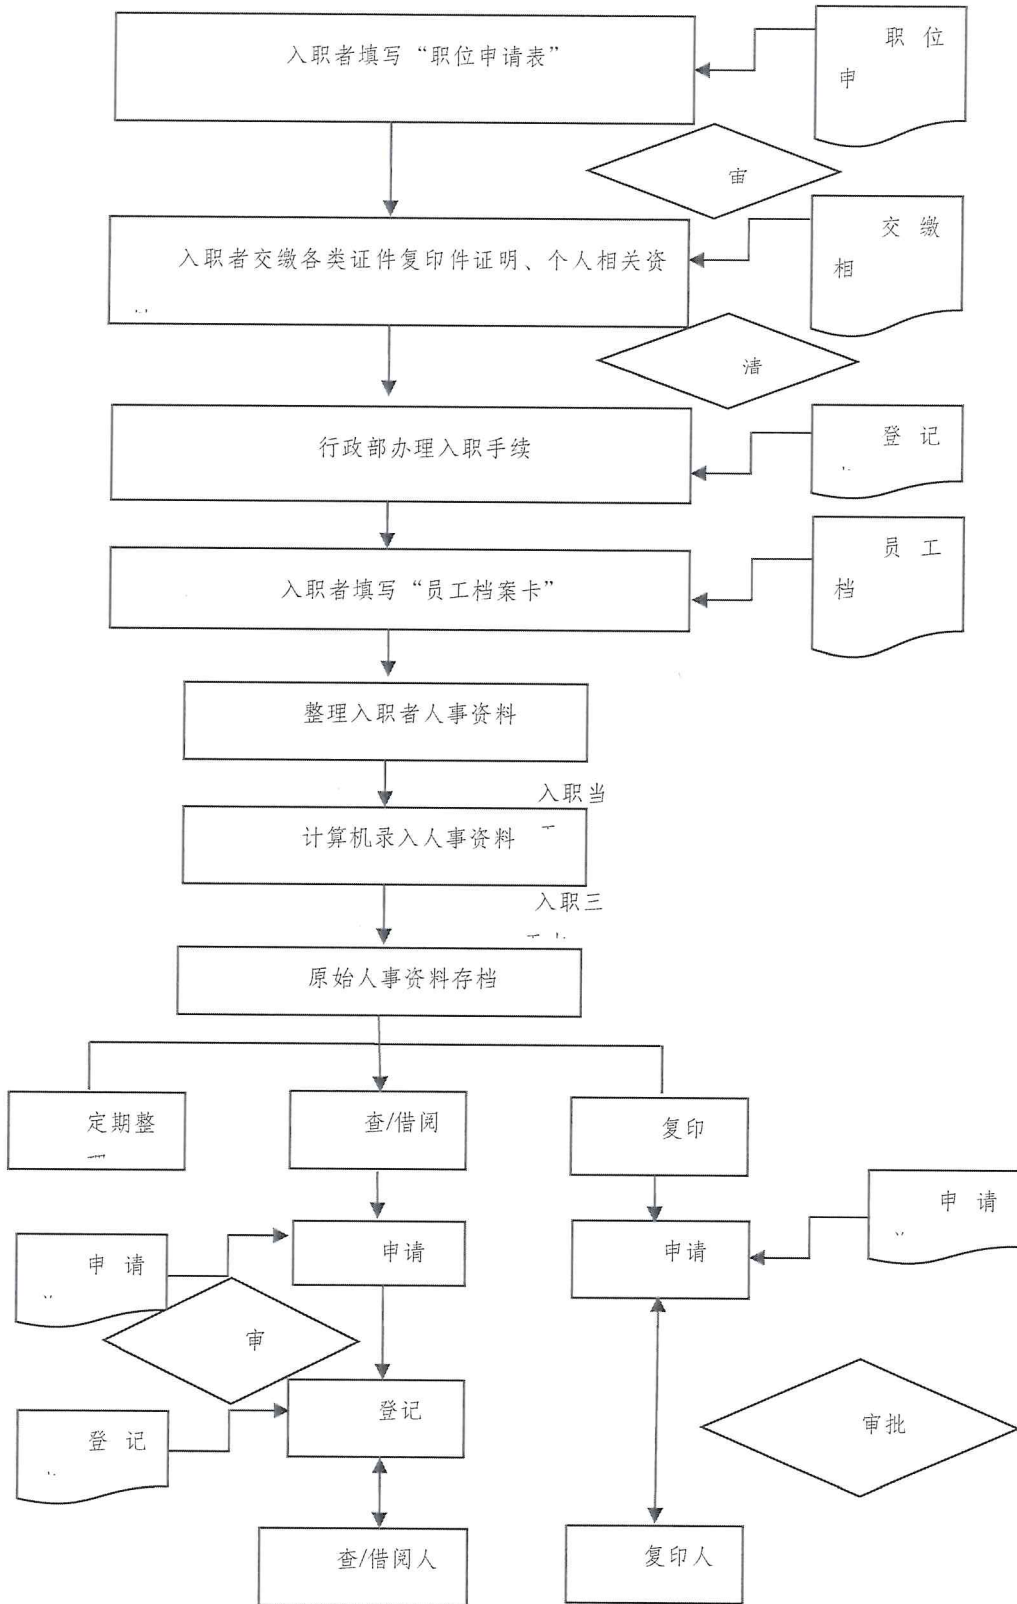 入职者填写“职位申请表”
职 位
申
入职者交缴各类证件复印件证明、个人相关资
交 缴
相
行政部办理入职手续
登 记
入职者填写“员工档案卡”
员 工
档
整理入职者人事资料
入职当
计算机录入人事资料
入职三
原始人事资料存档
定期整
查/借阅
复印
申 请
申请
申请
申 请
审
登记
登 记
审批
查/借阅人
复印人